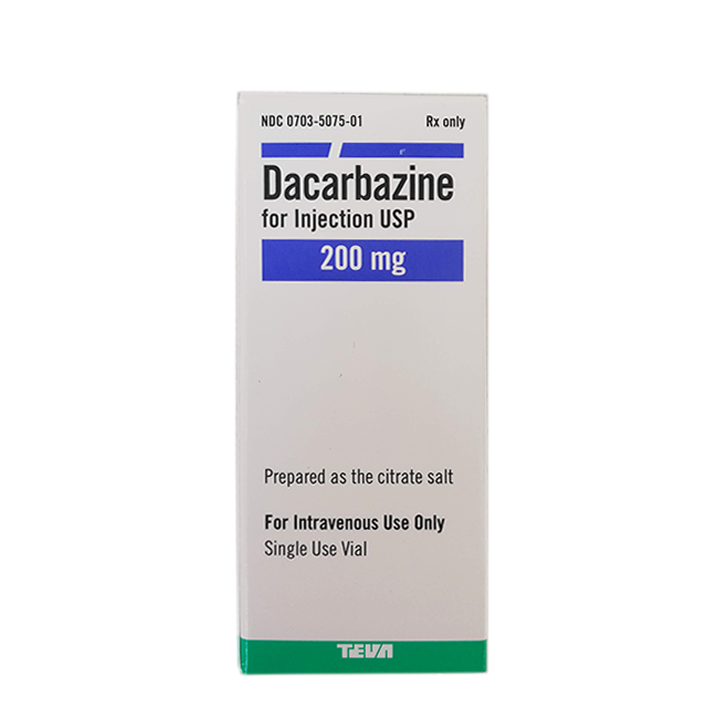 NDC 0703-5075-01 Rx only
Dacarbazine
for Injection USP
200 mg
Prepared as the citrate salt
For Intravenous Use Only
Single Use Vial
TEVA